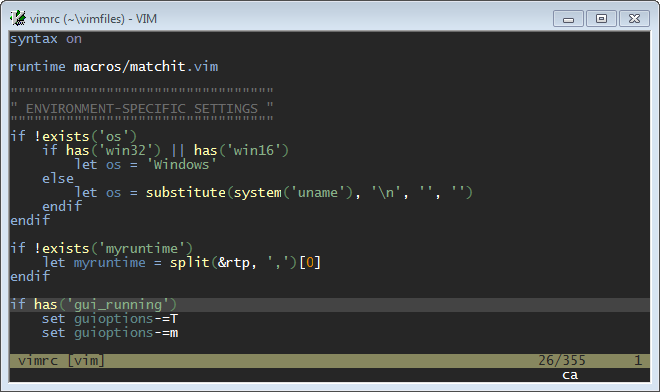 vimrc (~\vimfiles) - VIM
syntax on
runtime macros/matchit.vim
"""""""""""""""""""""""""""""""""
" ENVIRONMENT-SPECIFIC SETTINGS "
"""""""""""""""""""""""""""""""""
if !exists('os')
    if has('win32') || has('win16')
        let os = 'Windows'
    else
        let os = substitute(system('uname'), '\n', '', '')
    endif
endif
if !exists('myruntime')
    let myruntime = split(&rtp, ',')[0]
endif
if has('gui_running')
    set guioptions-=T
    set guioptions-=m
vimrc [vim] 26/355 1
ca